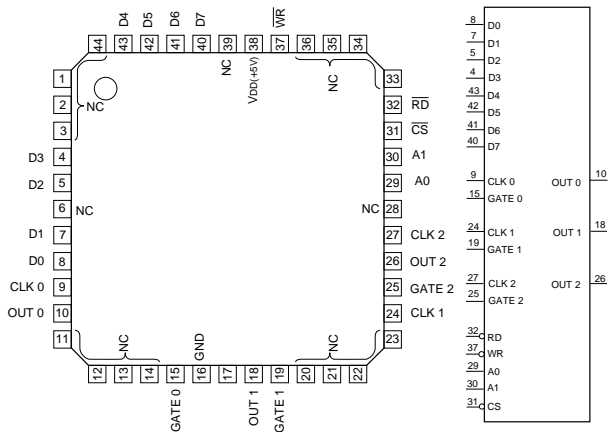 D4 D5 D6 D7 WR
44 43 42 41 40 39 38 37 36 35 34
NC VDD(+5V) NC
1 33
2 NC 32 RD
3 31 CS
D3 4 30 A1
D2 5 29 A0
6 NC NC 28
D1 7 27 CLK 2
D0 8 26 OUT 2
CLK 0 9 25 GATE 2
OUT 0 10 24 CLK 1
11 23
NC GND NC
12 13 14 15 16 17 18 19 20 21 22
GATE 0 OUT 1 GATE 1
8 D0
7 D1
5 D2
4 D3
43 D4
42 D5
41 D6
40 D7
9 CLK 0 OUT 0 10
15 GATE 0
24 CLK 1 OUT 1 18
19 GATE 1
27 CLK 2 OUT 2 26
25 GATE 2
32 RD
37 WR
29 A0
30 A1
31 CS